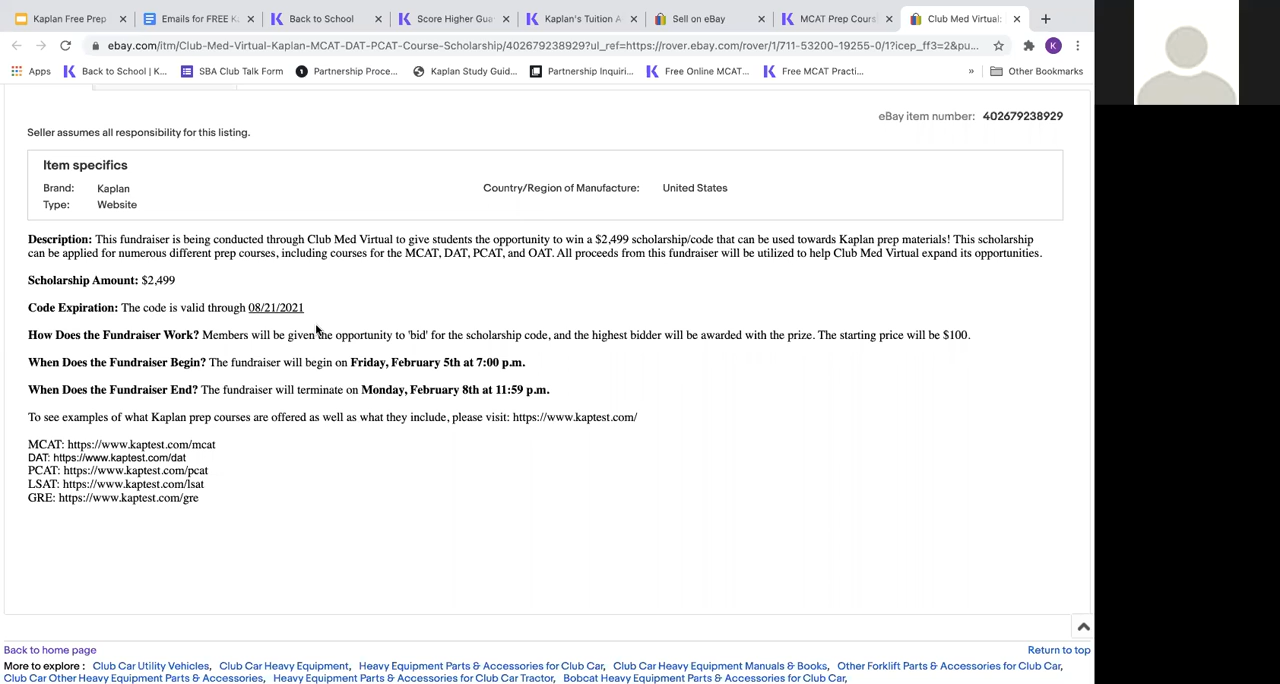 Kaplan Free Prep
Emails for FREE K
Back to School
Score Higher Gua
Kaplan's Tuition A
Sell on eBay
MCAT Prep Cours
Club Med Virtual:
ebay.com/itm/Club-Med-Virtual-Kaplan-MCAT-DAT-PCAT-Course-Scholarship/402679238929?ul_ref=https://rover.ebay.com/rover/1/711-53200-19255-0/1?icep_ff3=2&pu...
K
Apps
Back to School | K...
SBA Club Talk Form
Partnership Proce...
Kaplan Study Guid...
Partnership Inquiri...
Free Online MCAT...
Free MCAT Practi...
»
Other Bookmarks
eBay item number: 402679238929
Seller assumes all responsibility for this listing.
Item specifics
Brand: Kaplan
Country/Region of Manufacture: United States
Type: Website
Description: This fundraiser is being conducted through Club Med Virtual to give students the opportunity to win a $2,499 scholarship/code that can be used towards Kaplan prep materials! This scholarship
can be applied for numerous different prep courses, including courses for the MCAT, DAT, PCAT, and OAT. All proceeds from this fundraiser will be utilized to help Club Med Virtual expand its opportunities.
Scholarship Amount: $2,499
Code Expiration: The code is valid through 08/21/2021
How Does the Fundraiser Work? Members will be given the opportunity to 'bid' for the scholarship code, and the highest bidder will be awarded with the prize. The starting price will be $100.
When Does the Fundraiser Begin? The fundraiser will begin on Friday, February 5th at 7:00 p.m.
When Does the Fundraiser End? The fundraiser will terminate on Monday, February 8th at 11:59 p.m.
To see examples of what Kaplan prep courses are offered as well as what they include, please visit: https://www.kaptest.com/
MCAT: https://www.kaptest.com/mcat
DAT: https://www.kaptest.com/dat
PCAT: https://www.kaptest.com/pcat
LSAT: https://www.kaptest.com/lsat
GRE: https://www.kaptest.com/gre
Back to home page
Return to top
More to explore : Club Car Utility Vehicles, Club Car Heavy Equipment, Heavy Equipment Parts & Accessories for Club Car, Club Car Heavy Equipment Manuals & Books, Other Forklift Parts & Accessories for Club Car,
Club Car Other Heavy Equipment Parts & Accessories, Heavy Equipment Parts & Accessories for Club Car Tractor, Bobcat Heavy Equipment Parts & Accessories for Club Car,